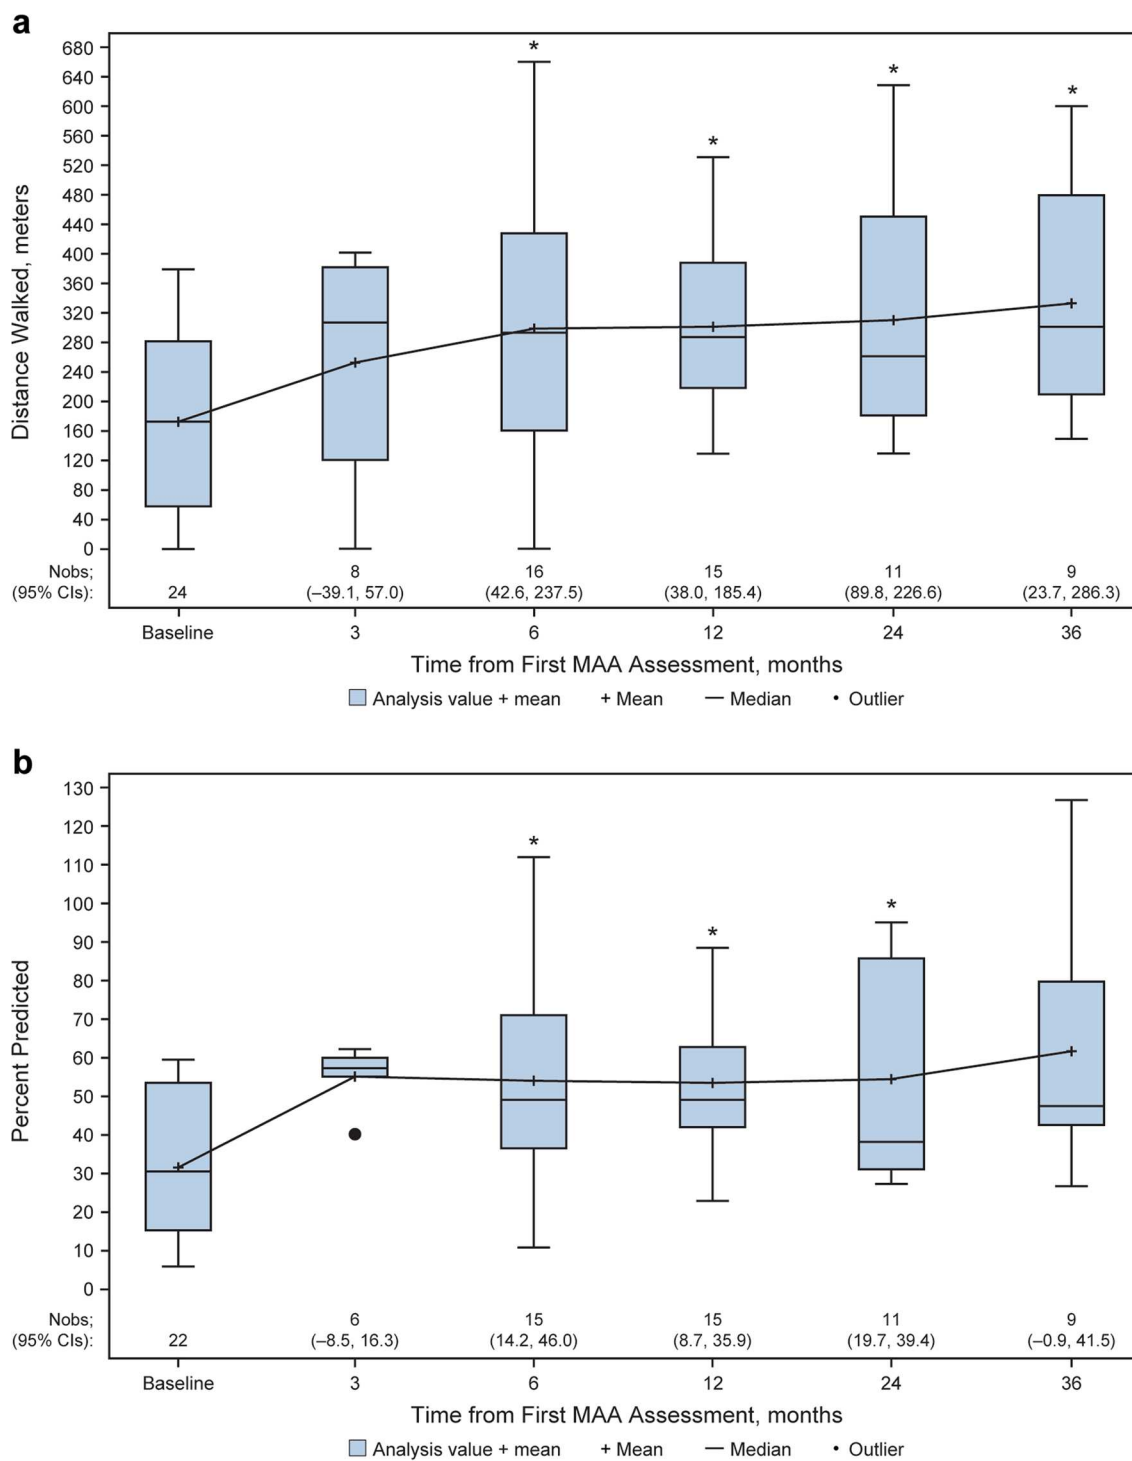 a
680
640
600
560
520
480
440
400
360
320
280
240
200
160
120
80
40
0
Distance Walked, meters
* * * *
Nobs; 8 16 15 11 9
(95% CIs): 24 (–39.1, 57.0) (42.6, 237.5) (38.0, 185.4) (89.8, 226.6) (23.7, 286.3)
Baseline 3 6 12 24 36
Time from First MAA Assessment, months
Analysis value + mean + Mean — Median • Outlier
b
130
120
110
100
90
80
70
60
50
40
30
20
10
0
Percent Predicted
* * *
Nobs; 6 15 15 11 9
(95% CIs): 22 (–8.5, 16.3) (14.2, 46.0) (8.7, 35.9) (19.7, 39.4) (–0.9, 41.5)
Baseline 3 6 12 24 36
Time from First MAA Assessment, months
Analysis value + mean + Mean — Median • Outlier